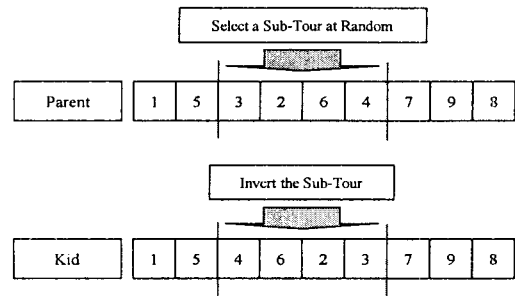 Select a Sub-Tour at Random
Parent 1 5 3 2 6 4 7 9 8
Invert the Sub-Tour
Kid 1 5 4 6 2 3 7 9 8